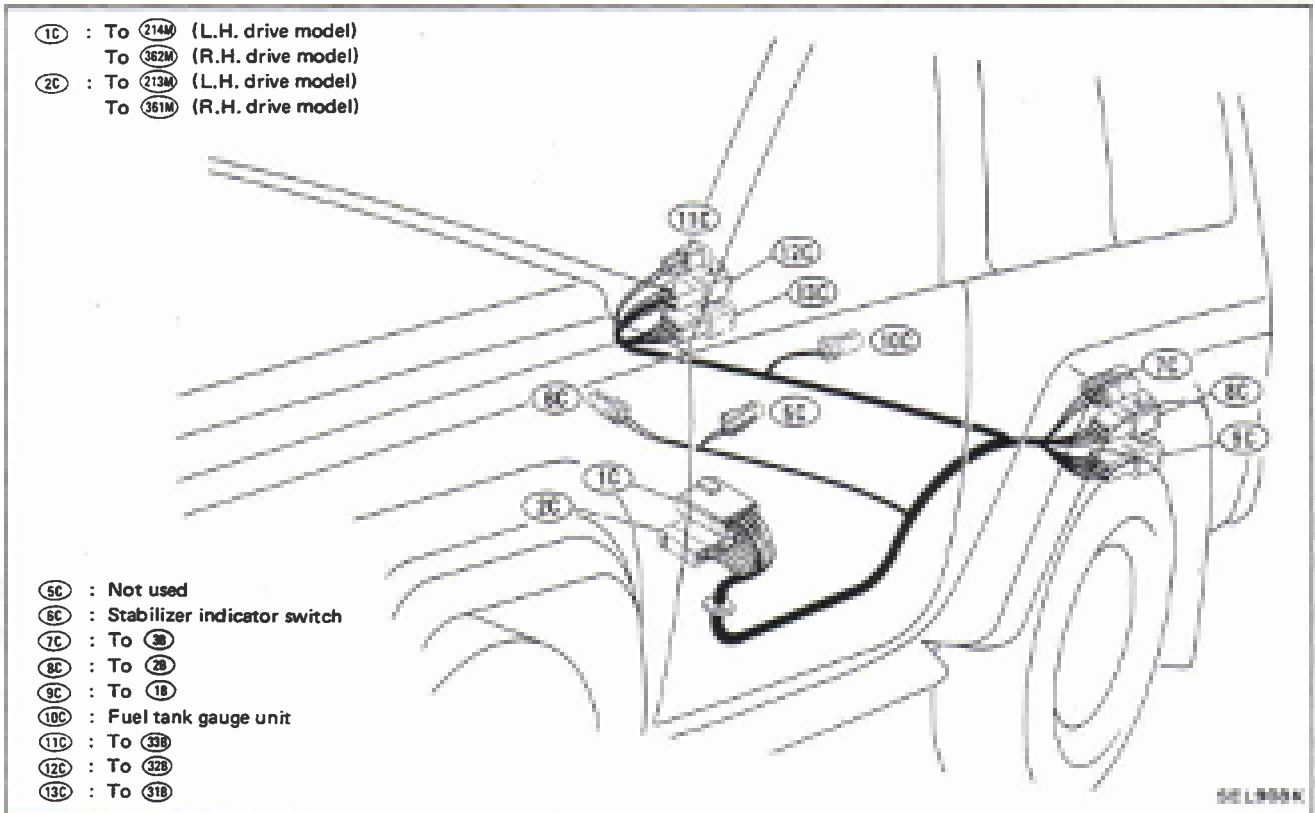 1C : To 214M (L.H. drive model)
To 362M (R.H. drive model)
2C : To 213M (L.H. drive model)
To 361M (R.H. drive model)
11C
12C
13C
10C
7C
8C
6C
5C
9C
1C
2C
5C : Not used
6C : Stabilizer indicator switch
7C : To 3B
8C : To 2B
9C : To 1B
10C : Fuel tank gauge unit
11C : To 33B
12C : To 32B
13C : To 31B